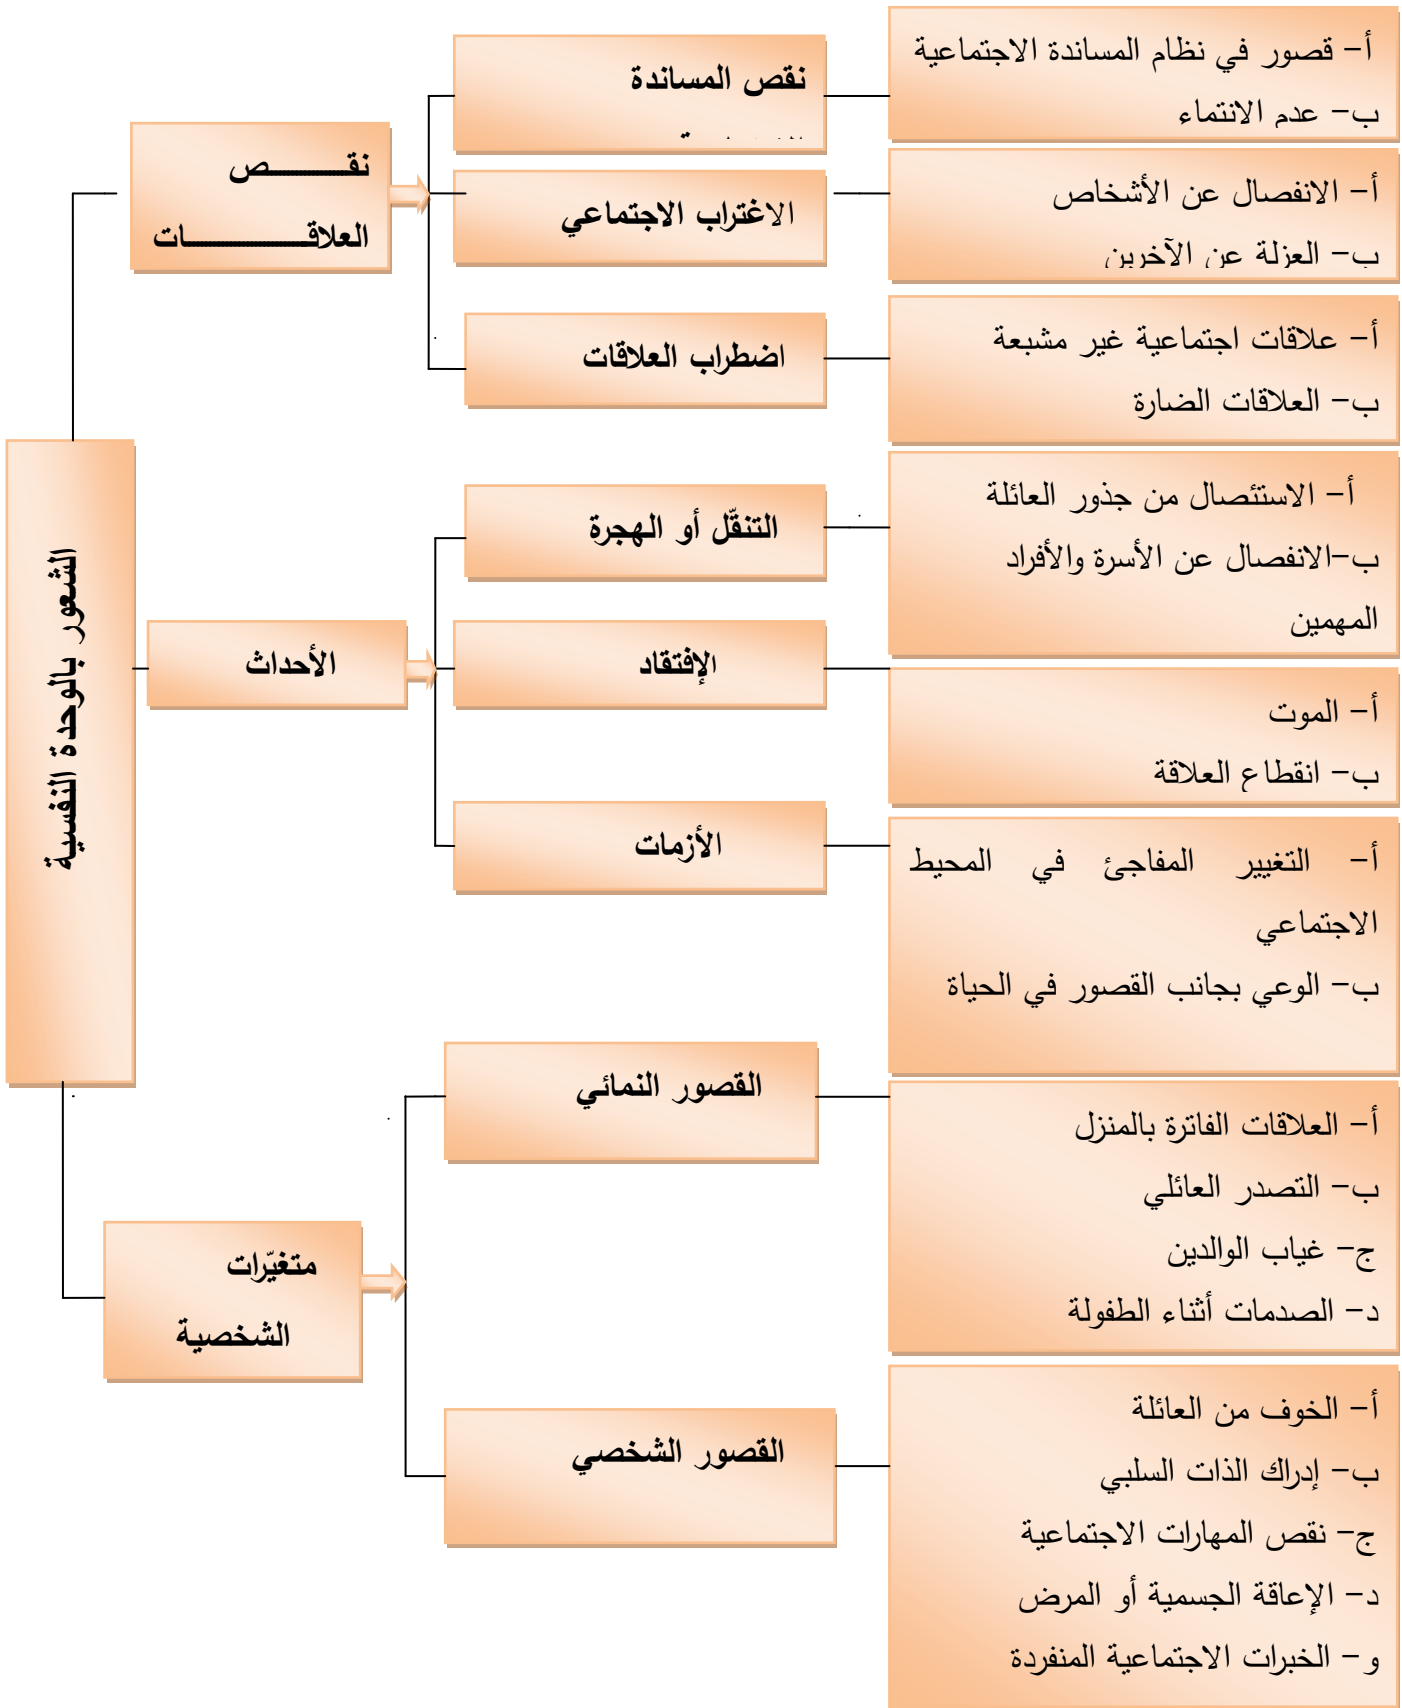 الشعور بالوحدة النفسية
نقـــــــص
العلاقـــــــــــات
نقص المساندة
أ- قصور في نظام المساندة الاجتماعية
ب- عدم الانتماء
الاغتراب الاجتماعي
أ- الانفصال عن الأشخاص
ب- العزلة عن الآخرين
اضطراب العلاقات
أ- علاقات اجتماعية غير مشبعة
ب- العلاقات الضارة
الأحداث
التنقّل أو الهجرة
أ- الاستئصال من جذور العائلة
ب-الانفصال عن الأسرة والأفراد
المهمين
الإفتقاد
أ- الموت
ب- انقطاع العلاقة
الأزمات
أ- التغيير المفاجئ في المحيط
الاجتماعي
ب- الوعي بجانب القصور في الحياة
متغيّرات
الشخصية
القصور النمائي
أ- العلاقات الفاترة بالمنزل
ب- التصدر العائلي
ج- غياب الوالدين
د- الصدمات أثناء الطفولة
القصور الشخصي
أ- الخوف من العائلة
ب- إدراك الذات السلبي
ج- نقص المهارات الاجتماعية
د- الإعاقة الجسمية أو المرض
و- الخبرات الاجتماعية المنفردة